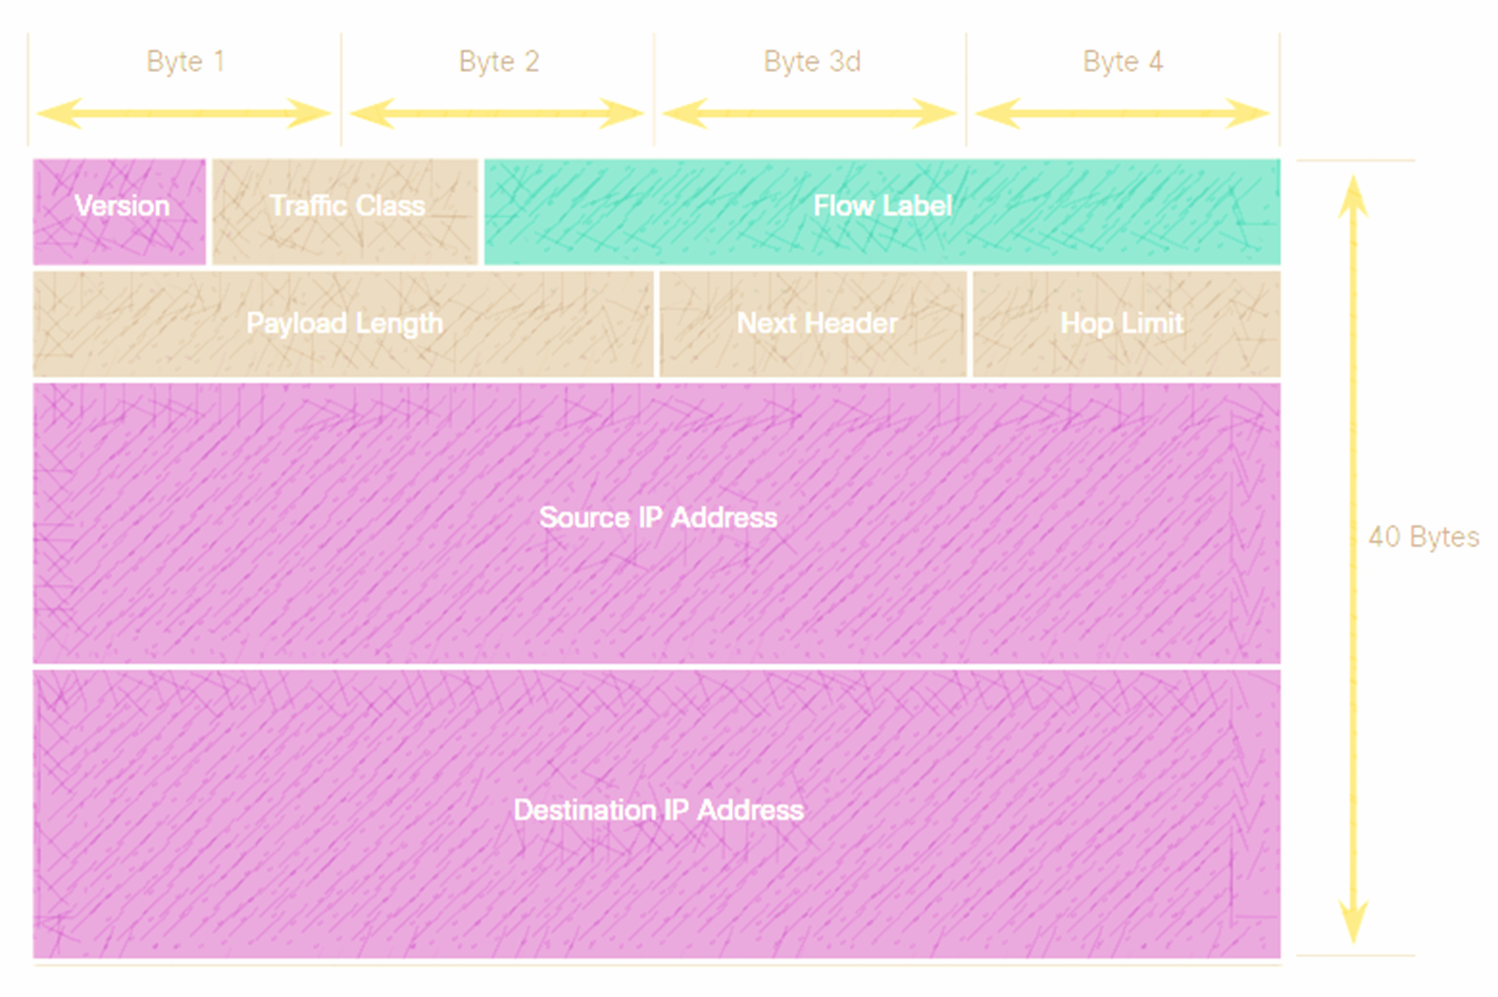 Byte 1 Byte 2 Byte 3d Byte 4
Version Traffic Class Flow Label
Payload Length Next Header Hop Limit
Source IP Address
40 Bytes
Destination IP Address